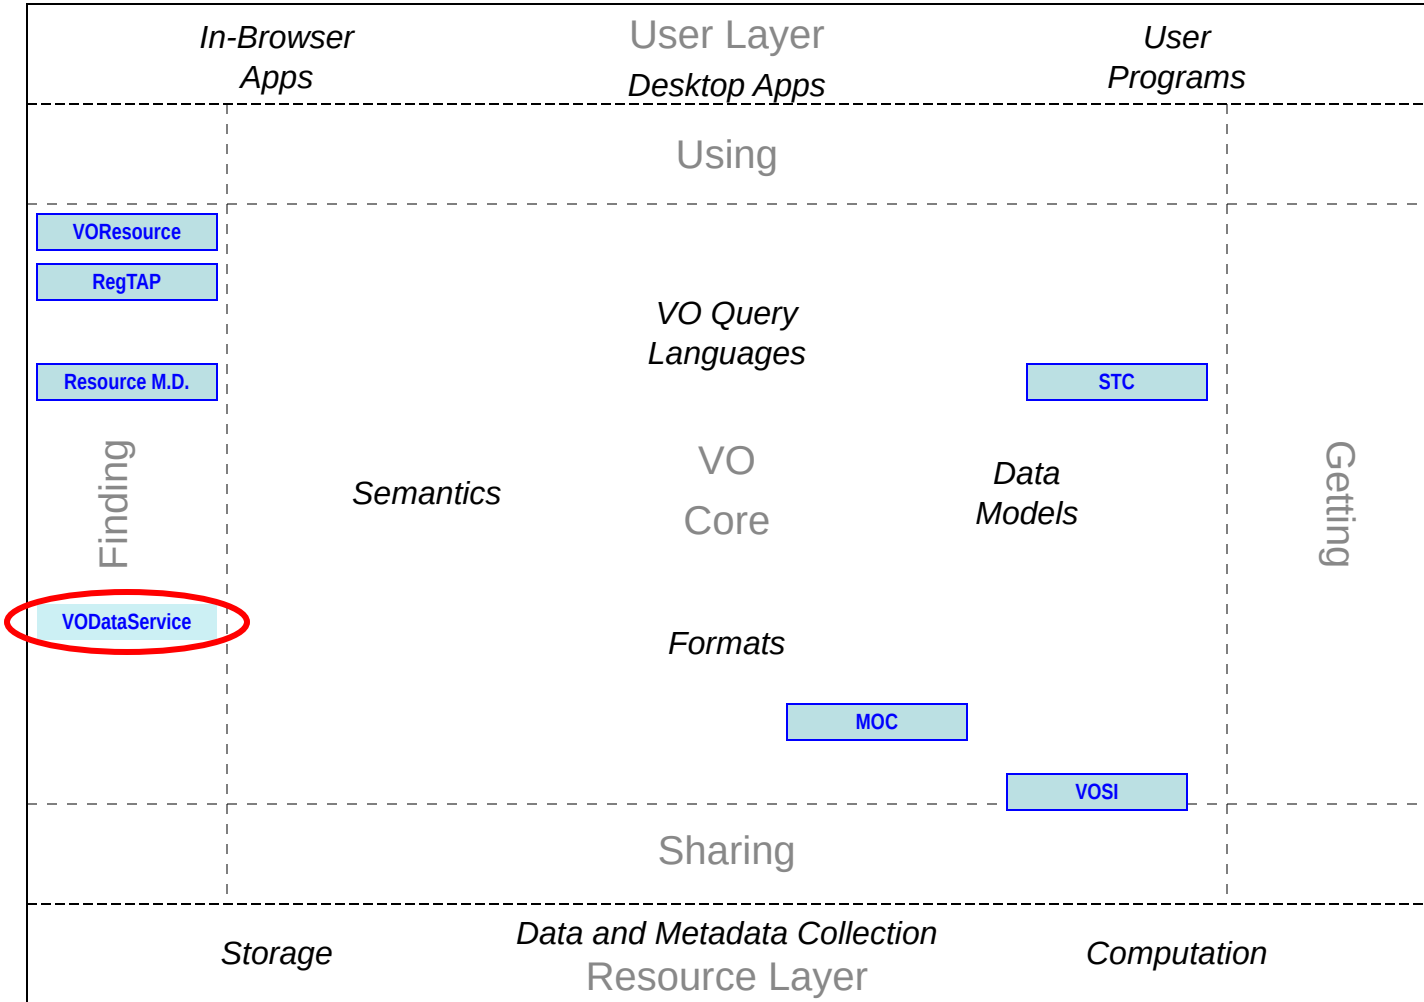 In-Browser
Apps
User Layer
Desktop Apps
User
Programs
Using
VOResource
RegTAP
Resource M.D.
VO Query
Languages
STC
Finding
Semantics
VO
Core
Data
Models
Getting
VODataService
Formats
MOC
VOSI
Sharing
Storage
Data and Metadata Collection
Resource Layer
Computation